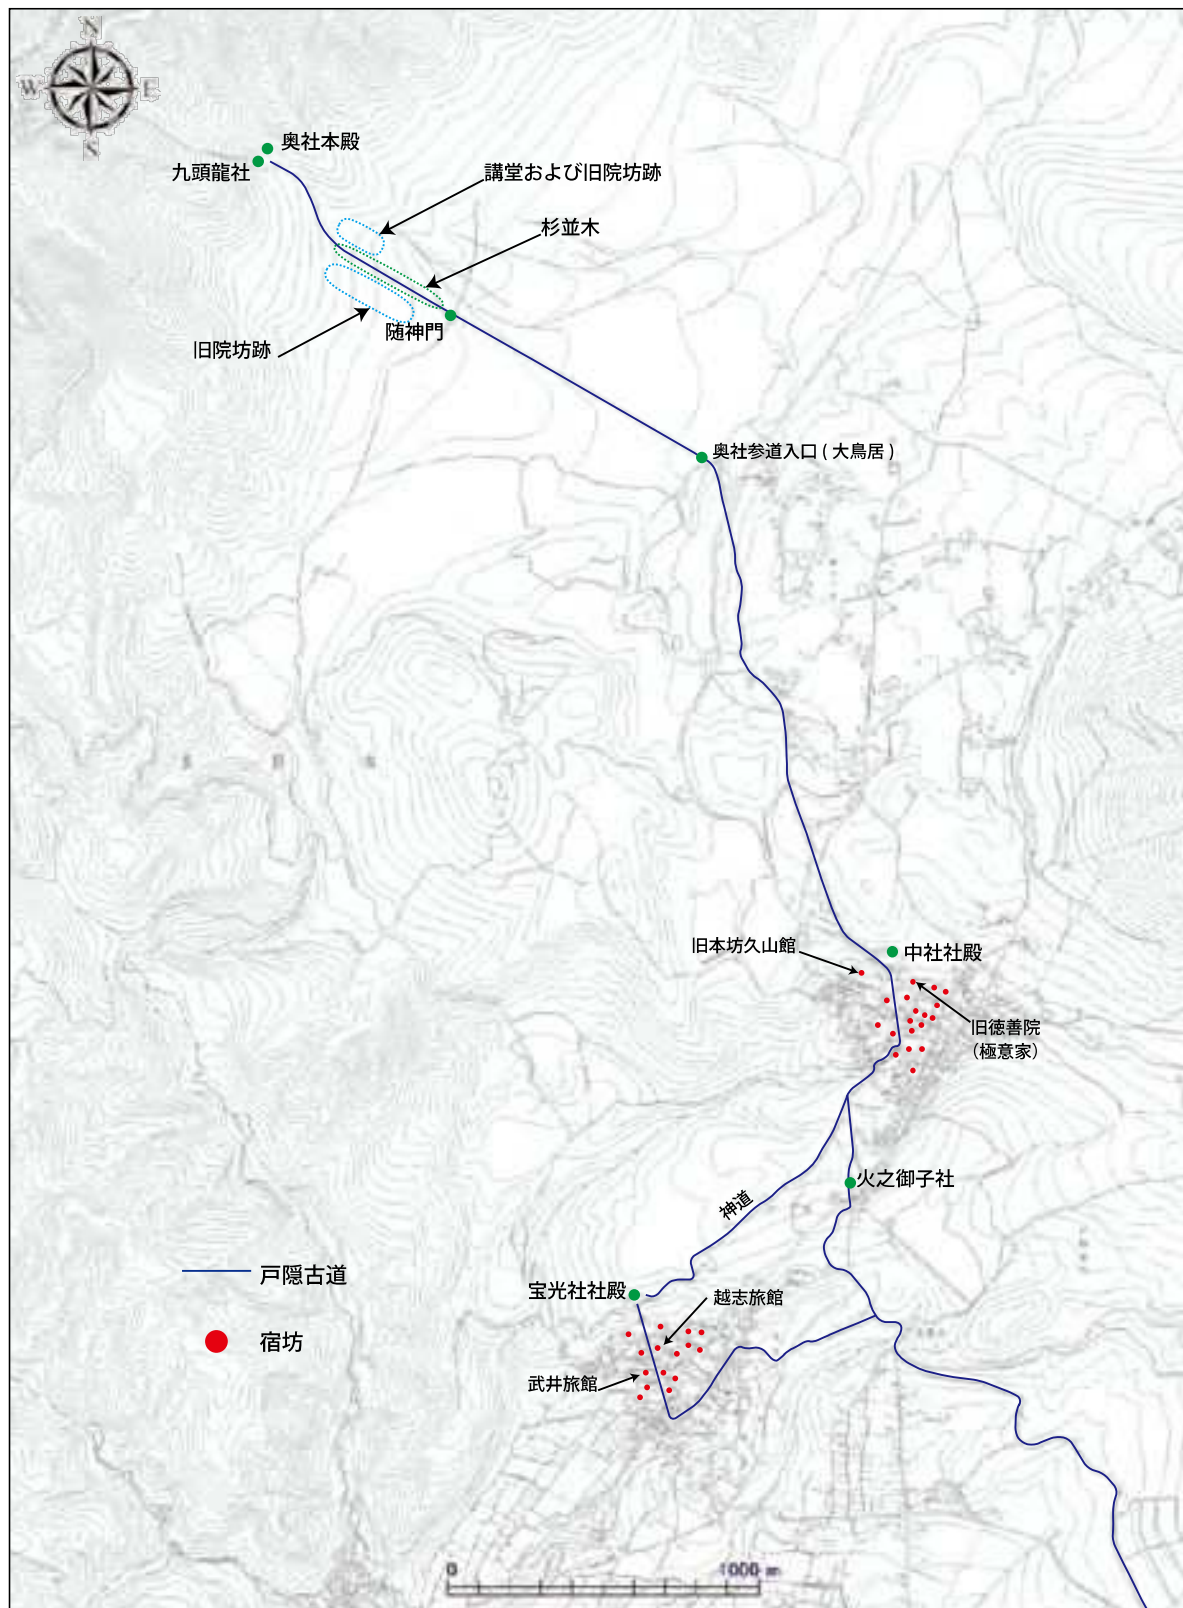 N
W
E
S
奥社本殿
九頭龍社
講堂および旧院坊跡
杉並木
随神門
旧院坊跡
奥社参道入口(大鳥居)
旧本坊久山館
中社社殿
旧徳善院
(極意家)
火之御子社
神道
戸隠古道
宝光社社殿
越志旅館
宿坊
武井旅館
0
1000 m